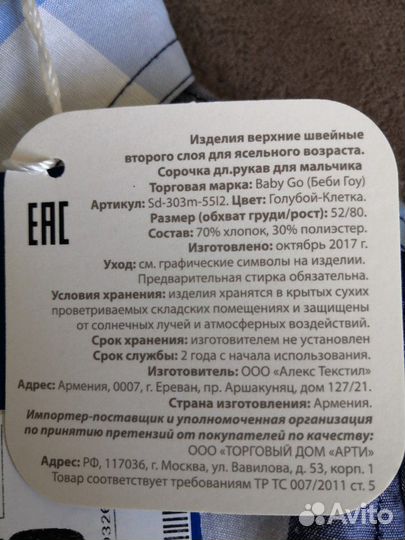 Изделия верхние швейные
второго слоя для ясельного возраста.
Сорочка дл.рукав для мальчика
Торговая марка: Baby Go (Беби Гоу)
Артикул: Sd-303m-55l2. Цвет: Голубой-Клетка.
Размер (обхват груди/рост): 52/80.
Состав: 70% хлопок, 30% полиэстер.
Изготовлено: октябрь 2017 г.
Уход: см. графические символы на изделии.
Предварительная стирка обязательна.
Условия хранения: изделия хранятся в крытых сухих
проветриваемых складских помещениях и защищены
от солнечных лучей и атмосферных воздействий.
Срок хранения: изготовителем не установлен
Срок службы: 2 года с начала использования.
Изготовитель: ООО «Алекс Текстил»
Адрес: Армения, 0007, г. Ереван, пр. Аршакуняц, дом 127/21.
Страна изготовления: Армения.
Импортер-поставщик и уполномоченная организация
по принятию претензий от покупателей по качеству:
ООО «ТОРГОВЫЙ ДОМ «АРТИ»
Адрес: РФ, 117036, г. Москва, ул. Вавилова, д. 53, корп. 1
Товар соответствует требованиям ТР ТС 007/2011 ст. 5
EAC
Avito